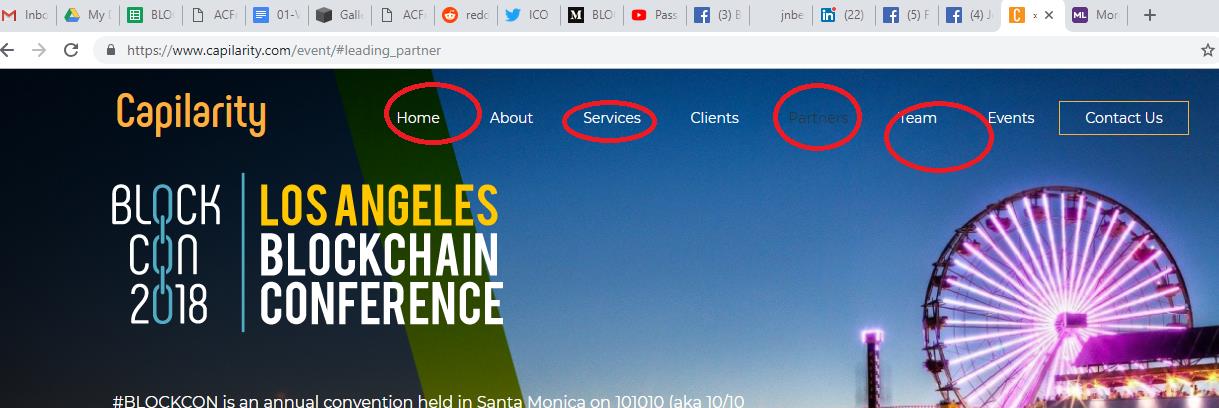 Inbo My D BLO ACF 01-V Galle ACF redd ICO BLO Pass (3) B jnbe (22) (5) F (4) J x Mor
https://www.capilarity.com/event/#leading_partner
Capilarity Home About Services Clients Partners Team Events Contact Us
BLOCK CON 2018
LOS ANGELES
BLOCKCHAIN
CONFERENCE
#BLOCKCON is an annual convention held in Santa Monica on 101010 (aka 10/10